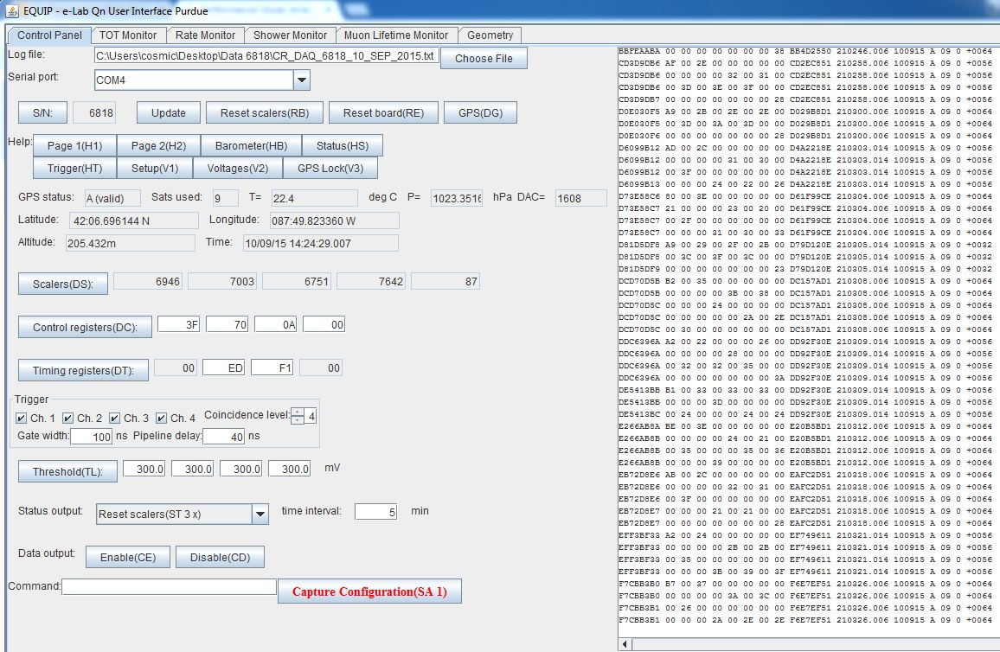 EQUIP - e-Lab Qn User Interface Purdue
Control Panel TOT Monitor Rate Monitor Shower Monitor Muon Lifetime Monitor Geometry
Log file: C:\Users\cosmic\Desktop\Data 6818\CR_DAQ_6818_10_SEP_2015.txt Choose File
Serial port: COM4
S/N: 6818 Update Reset scalers(RB) Reset board(RE) GPS(DG)
Help: Page 1(H1) Page 2(H2) Barometer(HB) Status(HS)
Trigger(HT) Setup(V1) Voltages(V2) GPS Lock(V3)
GPS status: A (valid) Sats used: 9 T= 22.4 deg C P= 1023.3516 hPa DAC= 1608
Latitude: 42:06.696144 N Longitude: 087:49.823360 W
Altitude: 205.432m Time: 10/09/15 14:24:29.007
Scalers(DS): 6946 7003 6751 7642 87
Control registers(DC): 3F 70 0A 00
Timing registers(DT): 00 ED F1 00
Trigger
Ch. 1 Ch. 2 Ch. 3 Ch. 4 Coincidence level: 4
Gate width: 100 ns Pipeline delay: 40 ns
Threshold(TL): 300.0 300.0 300.0 300.0 mV
Status output: Reset scalers(ST 3 x) time interval: 5 min
Data output: Enable(CE) Disable(CD)
Command: Capture Configuration(SA 1)
BBFEAABA 00 00 00 00 00 00 00 38 BB4D2550 210246.006 100915 A 09 0 +0064
CD3D9DB6 AF 00 2E 00 00 00 00 00 CD2EC851 210258.006 100915 A 09 0 +0056
CD3D9DB6 00 00 00 00 00 32 00 31 00 CD2EC851 210258.006 100915 A 09 0 +0056
CD3D9DB6 00 3D 00 3E 00 3F 00 00 CD2EC851 210258.006 100915 A 09 0 +0056
CD3D9DB7 00 00 00 00 00 00 00 28 CD2EC851 210258.006 100915 A 09 0 +0056
D0E030F5 A9 00 2B 00 2E 00 2E 00 D029B8D1 210300.006 100915 A 09 0 +0064
D0E030F5 00 3D 00 3A 00 3D 00 00 D029B8D1 210300.006 100915 A 09 0 +0064
D0E030F6 00 00 00 00 00 00 00 28 D029B8D1 210300.006 100915 A 09 0 +0064
D6099B12 AD 00 2C 00 00 00 00 00 D4A2218E 210303.014 100915 A 09 0 +0056
D6099B12 00 00 00 00 31 00 30 00 D4A2218E 210303.014 100915 A 09 0 +0056
D6099B12 00 3F 00 00 00 00 00 00 D4A2218E 210303.014 100915 A 09 0 +0056
D6099B13 00 00 00 24 00 22 00 26 D4A2218E 210303.014 100915 A 09 0 +0056
D73E58C6 80 00 3E 00 00 00 00 00 D61F99CE 210304.006 100915 A 09 0 +0064
D73E58C7 21 00 00 00 23 00 20 00 D61F99CE 210304.006 100915 A 09 0 +0064
D73E58C7 00 2F 00 00 00 00 00 00 D61F99CE 210304.006 100915 A 09 0 +0064
D73E58C7 00 00 00 31 00 30 00 33 D61F99CE 210304.006 100915 A 09 0 +0064
D81D5DF8 A9 00 29 00 2F 00 2B 00 D79D120E 210305.014 100915 A 09 0 +0032
D81D5DF8 00 3C 00 3F 00 3C 00 00 D79D120E 210305.014 100915 A 09 0 +0032
D81D5DF9 00 00 00 00 00 00 00 23 D79D120E 210305.014 100915 A 09 0 +0032
DCD70D5B B2 00 35 00 00 00 00 00 DC157AD1 210308.006 100915 A 09 0 +0064
DCD70D5B 00 00 00 00 3B 00 38 00 DC157AD1 210308.006 100915 A 09 0 +0064
DCD70D5C 00 00 00 24 00 00 00 00 DC157AD1 210308.006 100915 A 09 0 +0064
DCD70D5C 00 00 00 00 00 2A 00 2E DC157AD1 210308.006 100915 A 09 0 +0064
DCD70D5C 00 30 00 00 00 00 00 00 DC157AD1 210308.006 100915 A 09 0 +0064
DDC6396A A2 00 22 00 00 00 26 00 DD92F30E 210309.014 100915 A 09 0 +0056
DDC6396A 00 00 00 00 28 00 00 00 DD92F30E 210309.014 100915 A 09 0 +0056
DDC6396A 00 32 00 32 00 35 00 00 DD92F30E 210309.014 100915 A 09 0 +0056
DDC6396A 00 00 00 00 00 00 00 3A DD92F30E 210309.014 100915 A 09 0 +0056
DE5413BB B1 00 33 00 33 00 33 00 DD92F30E 210309.014 100915 A 09 0 +0056
DE5413BB 00 00 00 3D 00 00 00 00 DD92F30E 210309.014 100915 A 09 0 +0056
DE5413BC 00 24 00 00 00 24 00 24 DD92F30E 210309.014 100915 A 09 0 +0056
E266AB8A BE 00 3E 00 00 00 00 00 E20B5BD1 210312.006 100915 A 09 0 +0064
E266AB8B 00 00 00 00 24 00 21 00 E20B5BD1 210312.006 100915 A 09 0 +0064
E266AB8B 00 35 00 00 00 35 00 36 E20B5BD1 210312.006 100915 A 09 0 +0064
E266AB8B 00 00 00 39 00 00 00 00 E20B5BD1 210312.006 100915 A 09 0 +0064
EB72D8E6 AB 00 2C 00 00 00 00 00 EAFC2D51 210318.006 100915 A 09 0 +0064
EB72D8E6 00 00 00 00 32 00 31 00 EAFC2D51 210318.006 100915 A 09 0 +0064
EB72D8E6 00 3F 00 00 00 00 00 00 EAFC2D51 210318.006 100915 A 09 0 +0064
EB72D8E7 00 00 00 21 00 21 00 00 EAFC2D51 210318.006 100915 A 09 0 +0064
EB72D8E7 00 00 00 00 00 00 00 28 EAFC2D51 210318.006 100915 A 09 0 +0064
EFF3BF33 A2 00 24 00 00 00 00 00 EF749611 210321.014 100915 A 09 0 +0056
EFF3BF33 00 00 00 00 2B 00 2B 00 EF749611 210321.014 100915 A 09 0 +0056
EFF3BF33 00 35 00 00 00 00 00 00 EF749611 210321.014 100915 A 09 0 +0056
EFF3BF33 00 00 00 3B 00 39 00 3F EF749611 210321.014 100915 A 09 0 +0056
F7CBB3B0 B7 00 37 00 00 00 00 00 F6E7EF51 210326.006 100915 A 09 0 +0064
F7CBB3B0 00 00 00 00 3A 00 3C 00 F6E7EF51 210326.006 100915 A 09 0 +0064
F7CBB3B1 00 26 00 00 00 00 00 00 F6E7EF51 210326.006 100915 A 09 0 +0064
F7CBB3B1 00 00 00 2A 00 2E 00 2E F6E7EF51 210326.006 100915 A 09 0 +0064